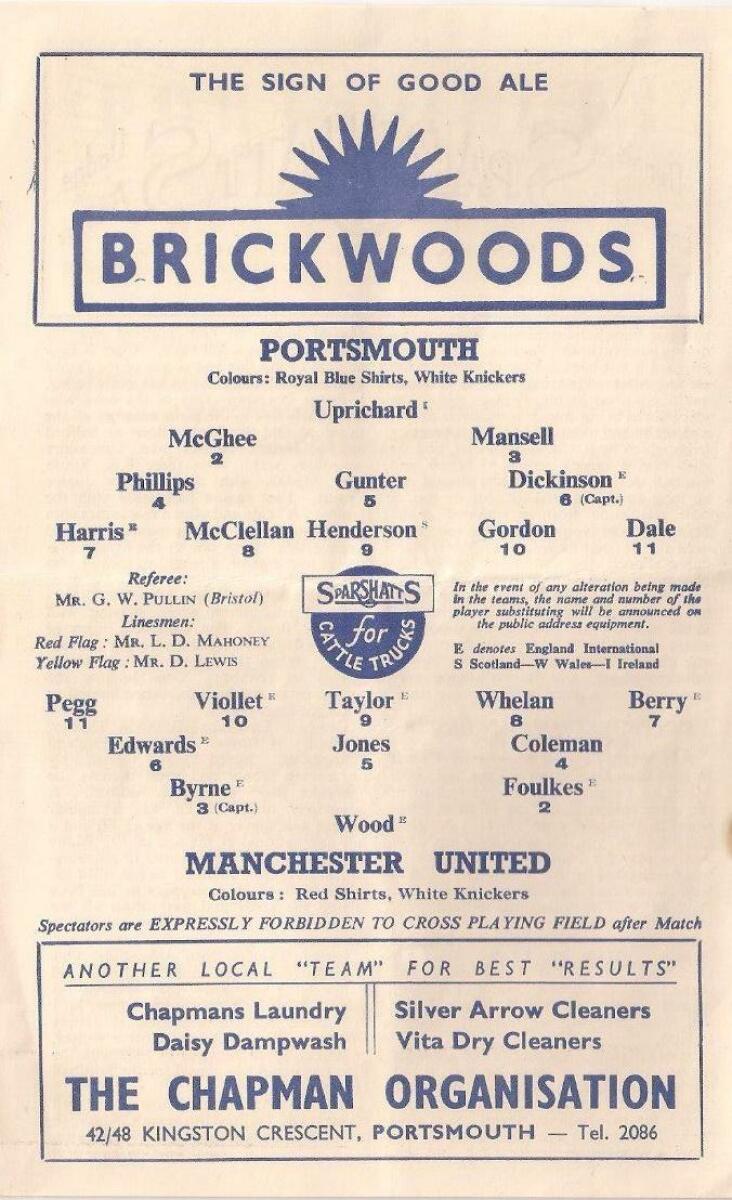 THE SIGN OF GOOD ALE
BRICKWOODS
PORTSMOUTH
Colours: Royal Blue Shirts, White Knickers
Uprichard I
McGhee Mansell
2 3
Phillips Gunter Dickinson E
4 5 6 (Capt.)
Harris E McClellan Henderson S Gordon Dale
7 8 9 10 11
Referee:
MR. G. W. PULLIN (Bristol)
Linesmen:
Red Flag : MR. L. D. MAHONEY
Yellow Flag : MR. D. LEWIS
SPARSHATTS
for
CATTLE TRUCKS
In the event of any alteration being made
in the teams, the name and number of the
player substituting will be announced on
the public address equipment.
E denotes England International
S Scotland—W Wales—I Ireland
Pegg Viollet E Taylor E Whelan Berry E
11 10 9 8 7
Edwards E Jones Coleman
6 5 4
Byrne E Foulkes E
3 (Capt.) 2
Wood E
MANCHESTER UNITED
Colours : Red Shirts, White Knickers
Spectators are EXPRESSLY FORBIDDEN TO CROSS PLAYING FIELD after Match
ANOTHER LOCAL "TEAM" FOR BEST "RESULTS"
Chapmans Laundry Silver Arrow Cleaners
Daisy Dampwash Vita Dry Cleaners
THE CHAPMAN ORGANISATION
42/48 KINGSTON CRESCENT, PORTSMOUTH — Tel. 2086